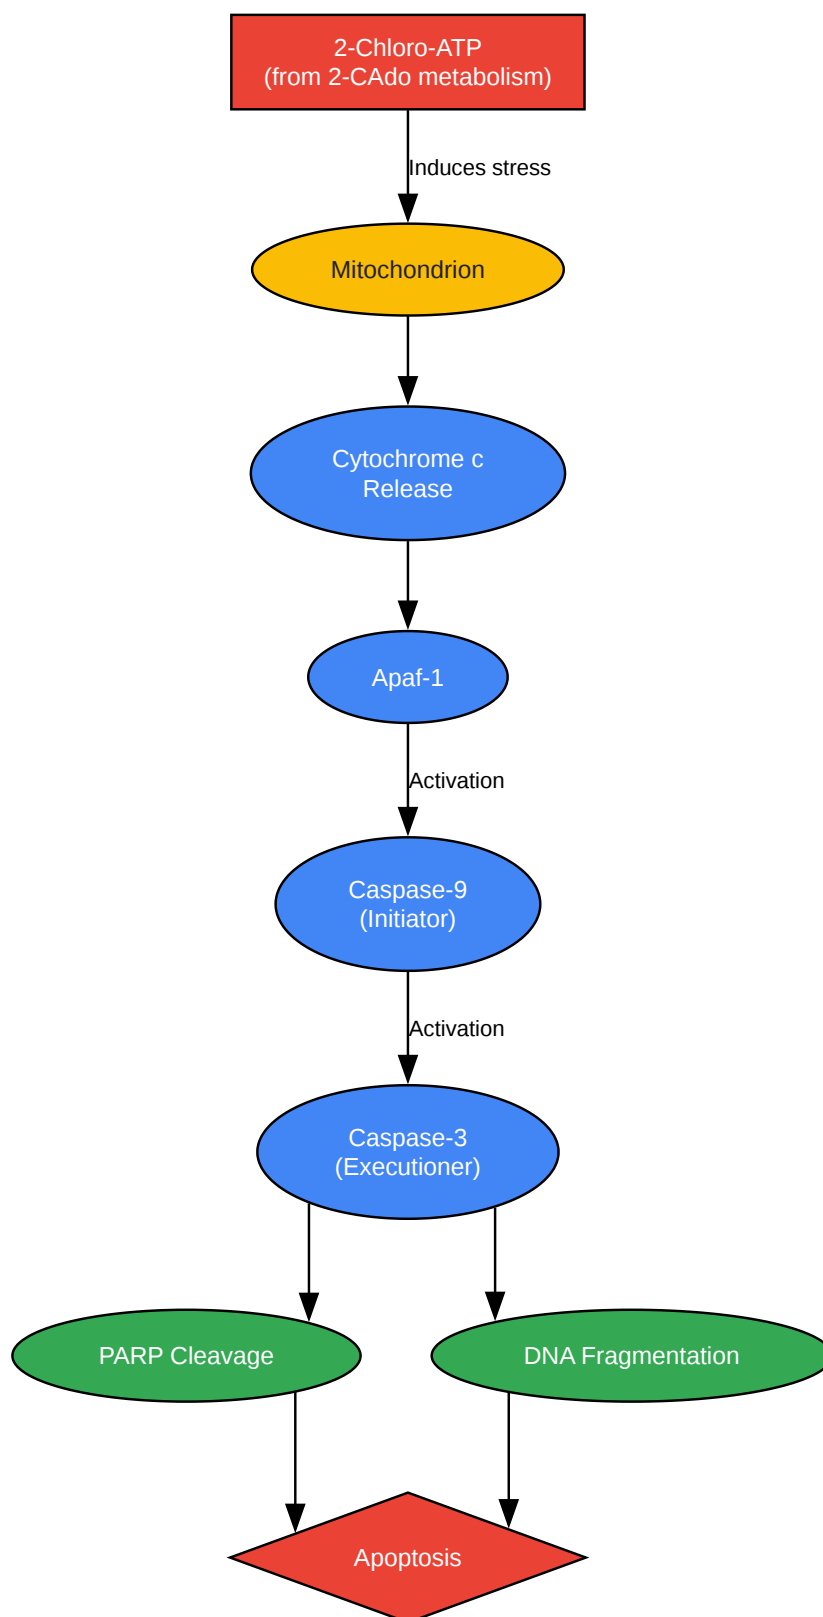 2-Chloro-ATP
(from 2-CAdo metabolism)
Induces stress
Mitochondrion
Cytochrome c
Release
Apaf-1
Activation
Caspase-9
(Initiator)
Activation
Caspase-3
(Executioner)
PARP Cleavage
DNA Fragmentation
Apoptosis